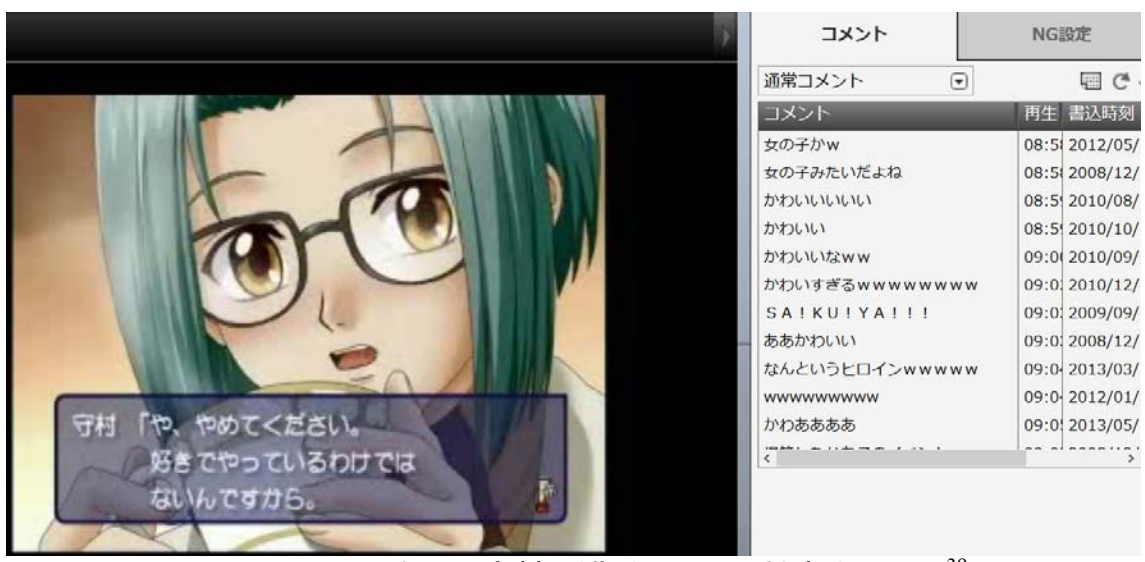 コメント
NG設定
通常コメント
コメント 再生 書込時刻
女の子かw 08:5 2012/05/
女の子みたいだよね 08:5 2008/12/
かわいいいいい 08:5 2010/08/
かわいい 08:5 2010/10/
かわいいなww 09:0 2010/09/
かわいすぎるwwwwwwww 09:0 2010/12/
SA!KU!YA!!! 09:0 2009/09/
ああかわいい 09:0 2008/12/
なんというヒロインwwwww 09:0 2013/03/
wwwwwwwww 09:0 2012/01/
かわああああ 09:0 2013/05/
守村 「や、やめてください。
好きでやっているわけでは
ないんですから。